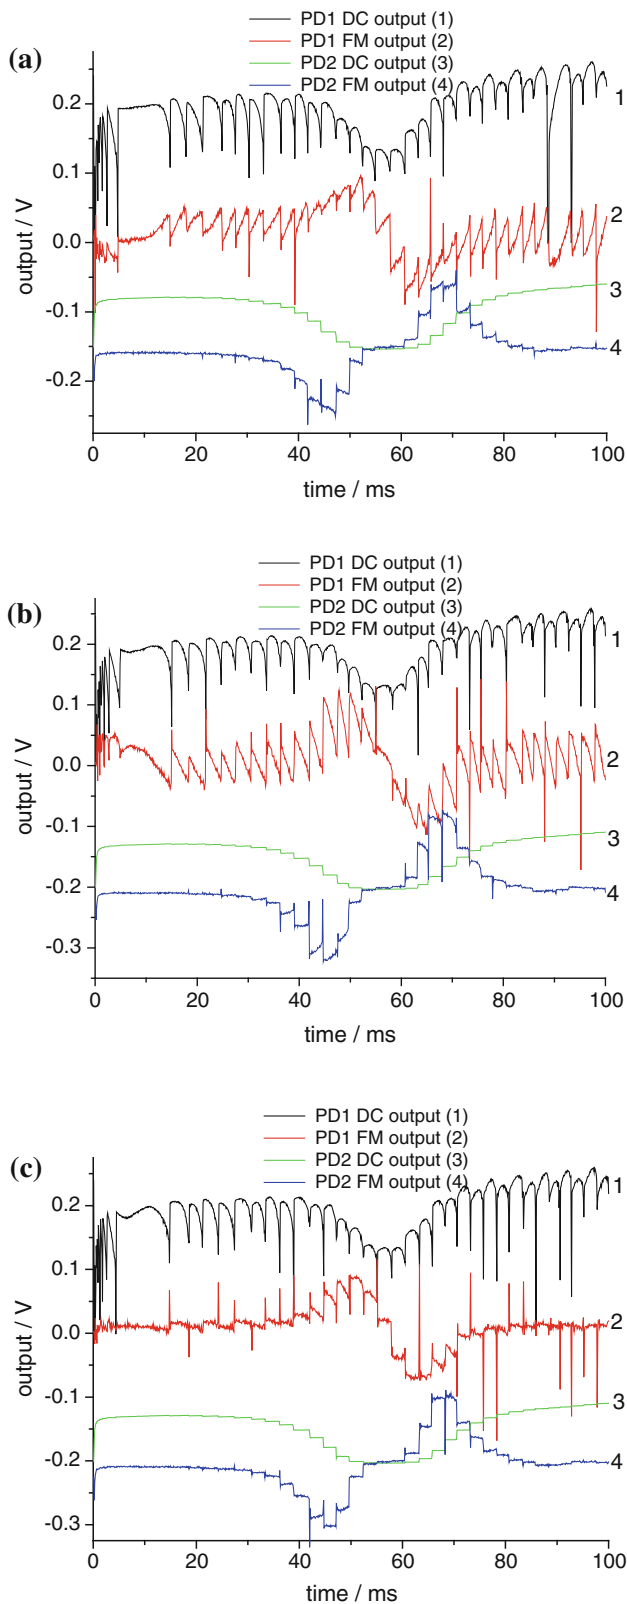 PD1 DC output (1)
PD1 FM output (2)
PD2 DC output (3)
PD2 FM output (4)
(a)
0.2
0.1
0.0
-0.1
-0.2
output / V
1
2
3
4
0 20 40 60 80 100
time / ms
PD1 DC output (1)
PD1 FM output (2)
PD2 DC output (3)
PD2 FM output (4)
(b)
0.2
0.1
0.0
-0.1
-0.2
-0.3
output / V
1
2
3
4
0 20 40 60 80 100
time / ms
PD1 DC output (1)
PD1 FM output (2)
PD2 DC output (3)
PD2 FM output (4)
(c)
0.2
0.1
0.0
-0.1
-0.2
-0.3
output / V
1
2
3
4
0 20 40 60 80 100
time / ms